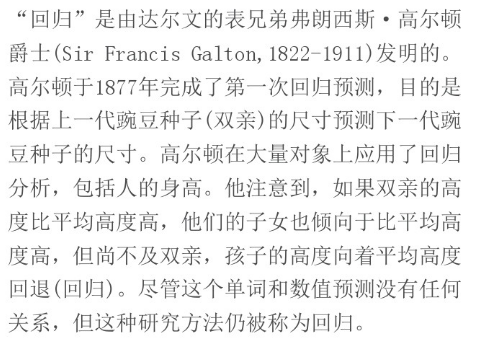 “回归”是由达尔文的表兄弟弗朗西斯·高尔顿
爵士(Sir Francis Galton,1822-1911)发明的。
高尔顿于1877年完成了第一次回归预测，目的是
根据上一代豌豆种子(双亲)的尺寸预测下一代豌
豆种子的尺寸。高尔顿在大量对象上应用了回归
分析，包括人的身高。他注意到，如果双亲的高
度比平均高度高，他们的子女也倾向于比平均高
度高，但尚不及双亲，孩子的高度向着平均高度
回退(回归)。尽管这个单词和数值预测没有任何
关系，但这种研究方法仍被称为回归。